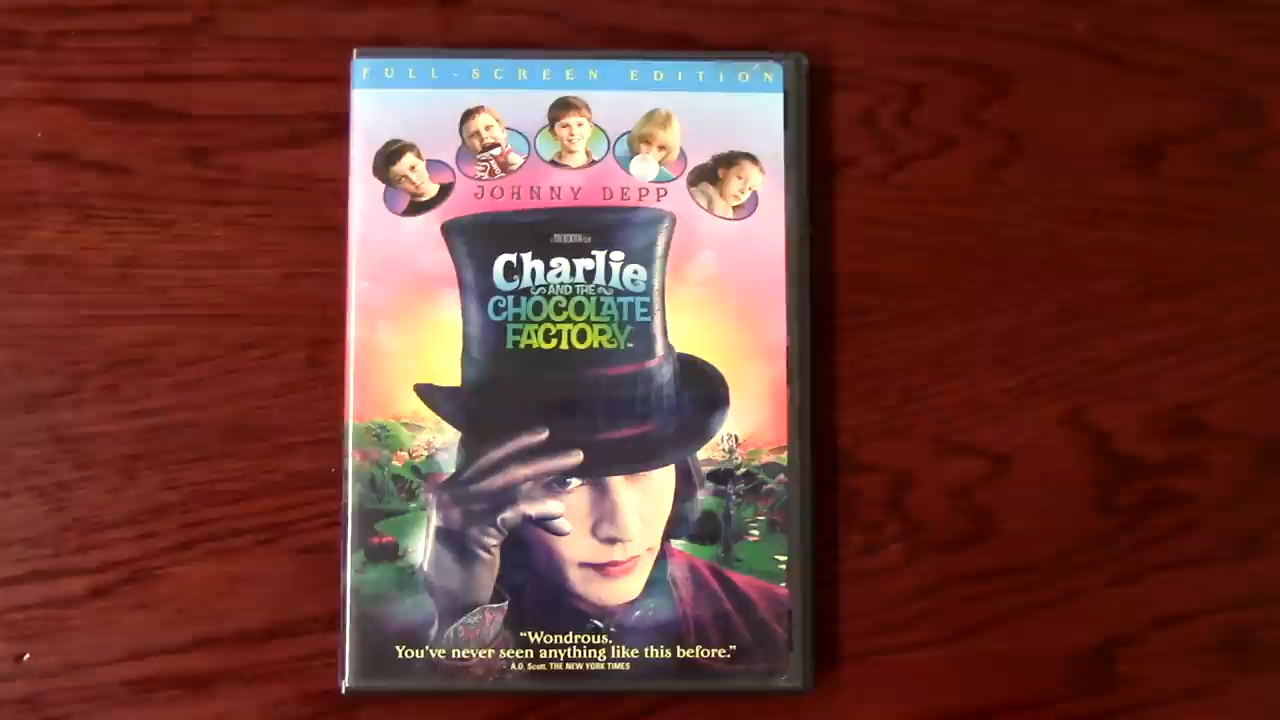 FULL-SCREEN EDITION
JOHNNY DEPP
Charlie
AND THE
CHOCOLATE
FACTORY™
“Wondrous.
You've never seen anything like this before.”
A.O. Scott, THE NEW YORK TIMES